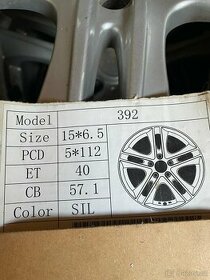 Model 392
Size 15*6.5
PCD 5*112
ET 40
CB 57.1
Color SIL